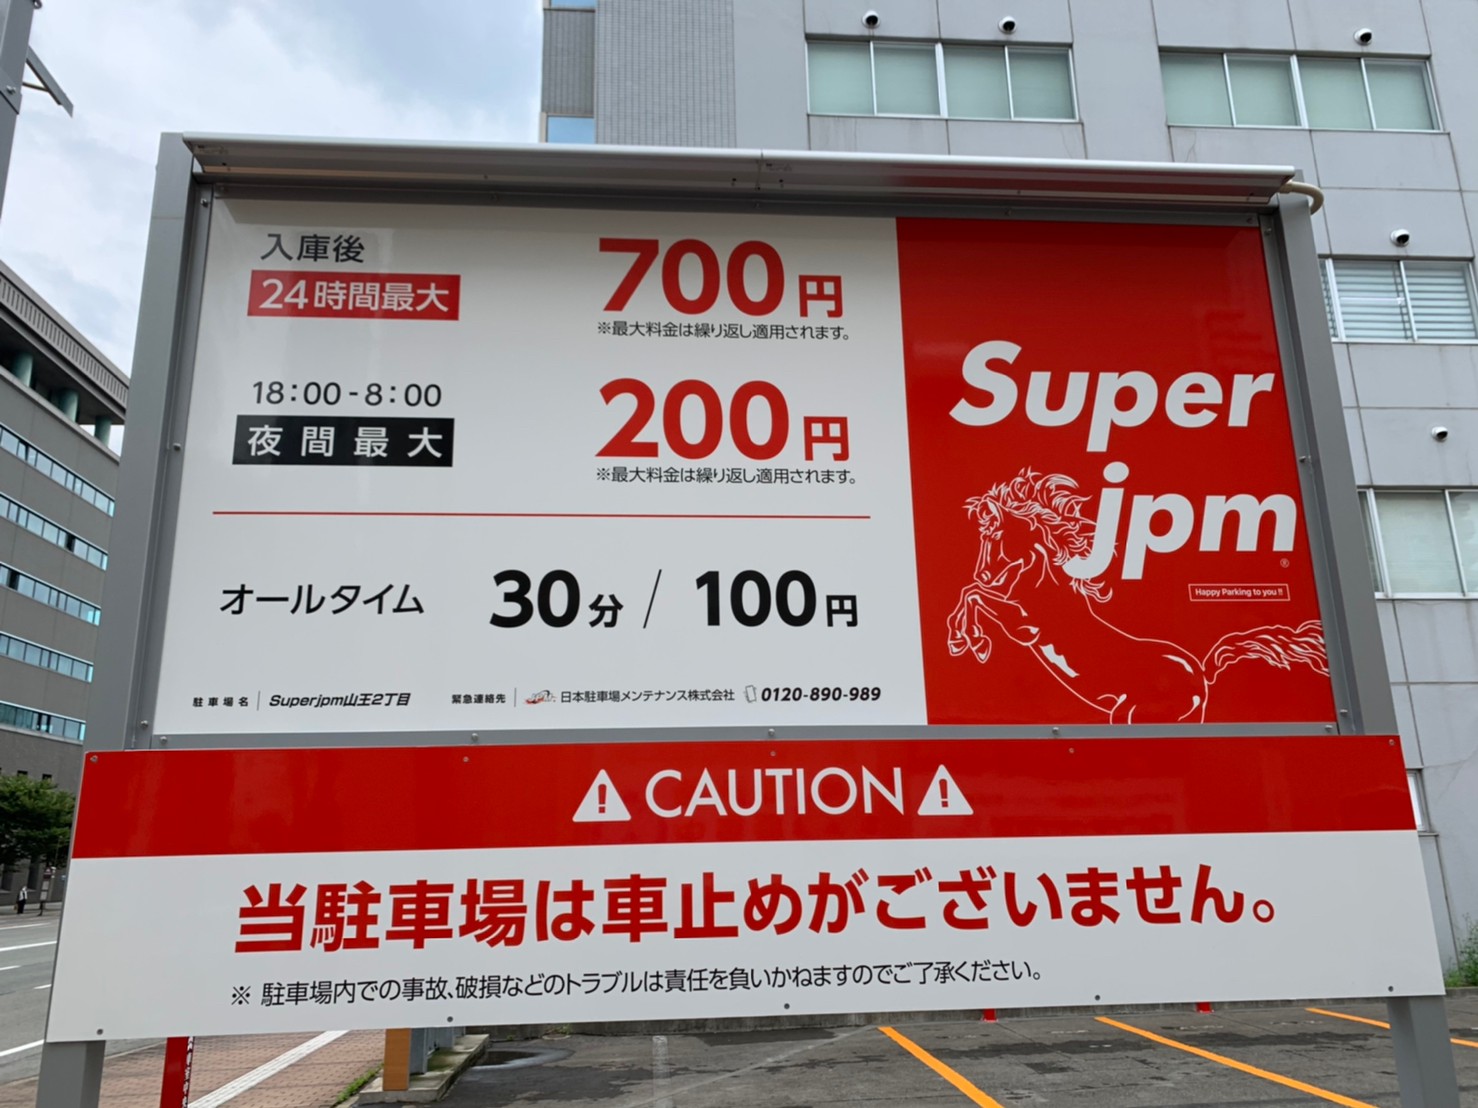 入庫後
24時間最大
700円
※最大料金は繰り返し適用されます。
18:00-8:00
夜間最大
200円
※最大料金は繰り返し適用されます。
オールタイム 30分 / 100円
駐車場名 Superjpm山王2丁目 緊急連絡先 日本駐車場メンテナンス株式会社 0120-890-989
Super
jpm
®
Happy Parking to you !!
CAUTION
当駐車場は車止めがございません。
※ 駐車場内での事故、破損などのトラブルは責任を負いかねますのでご了承ください。